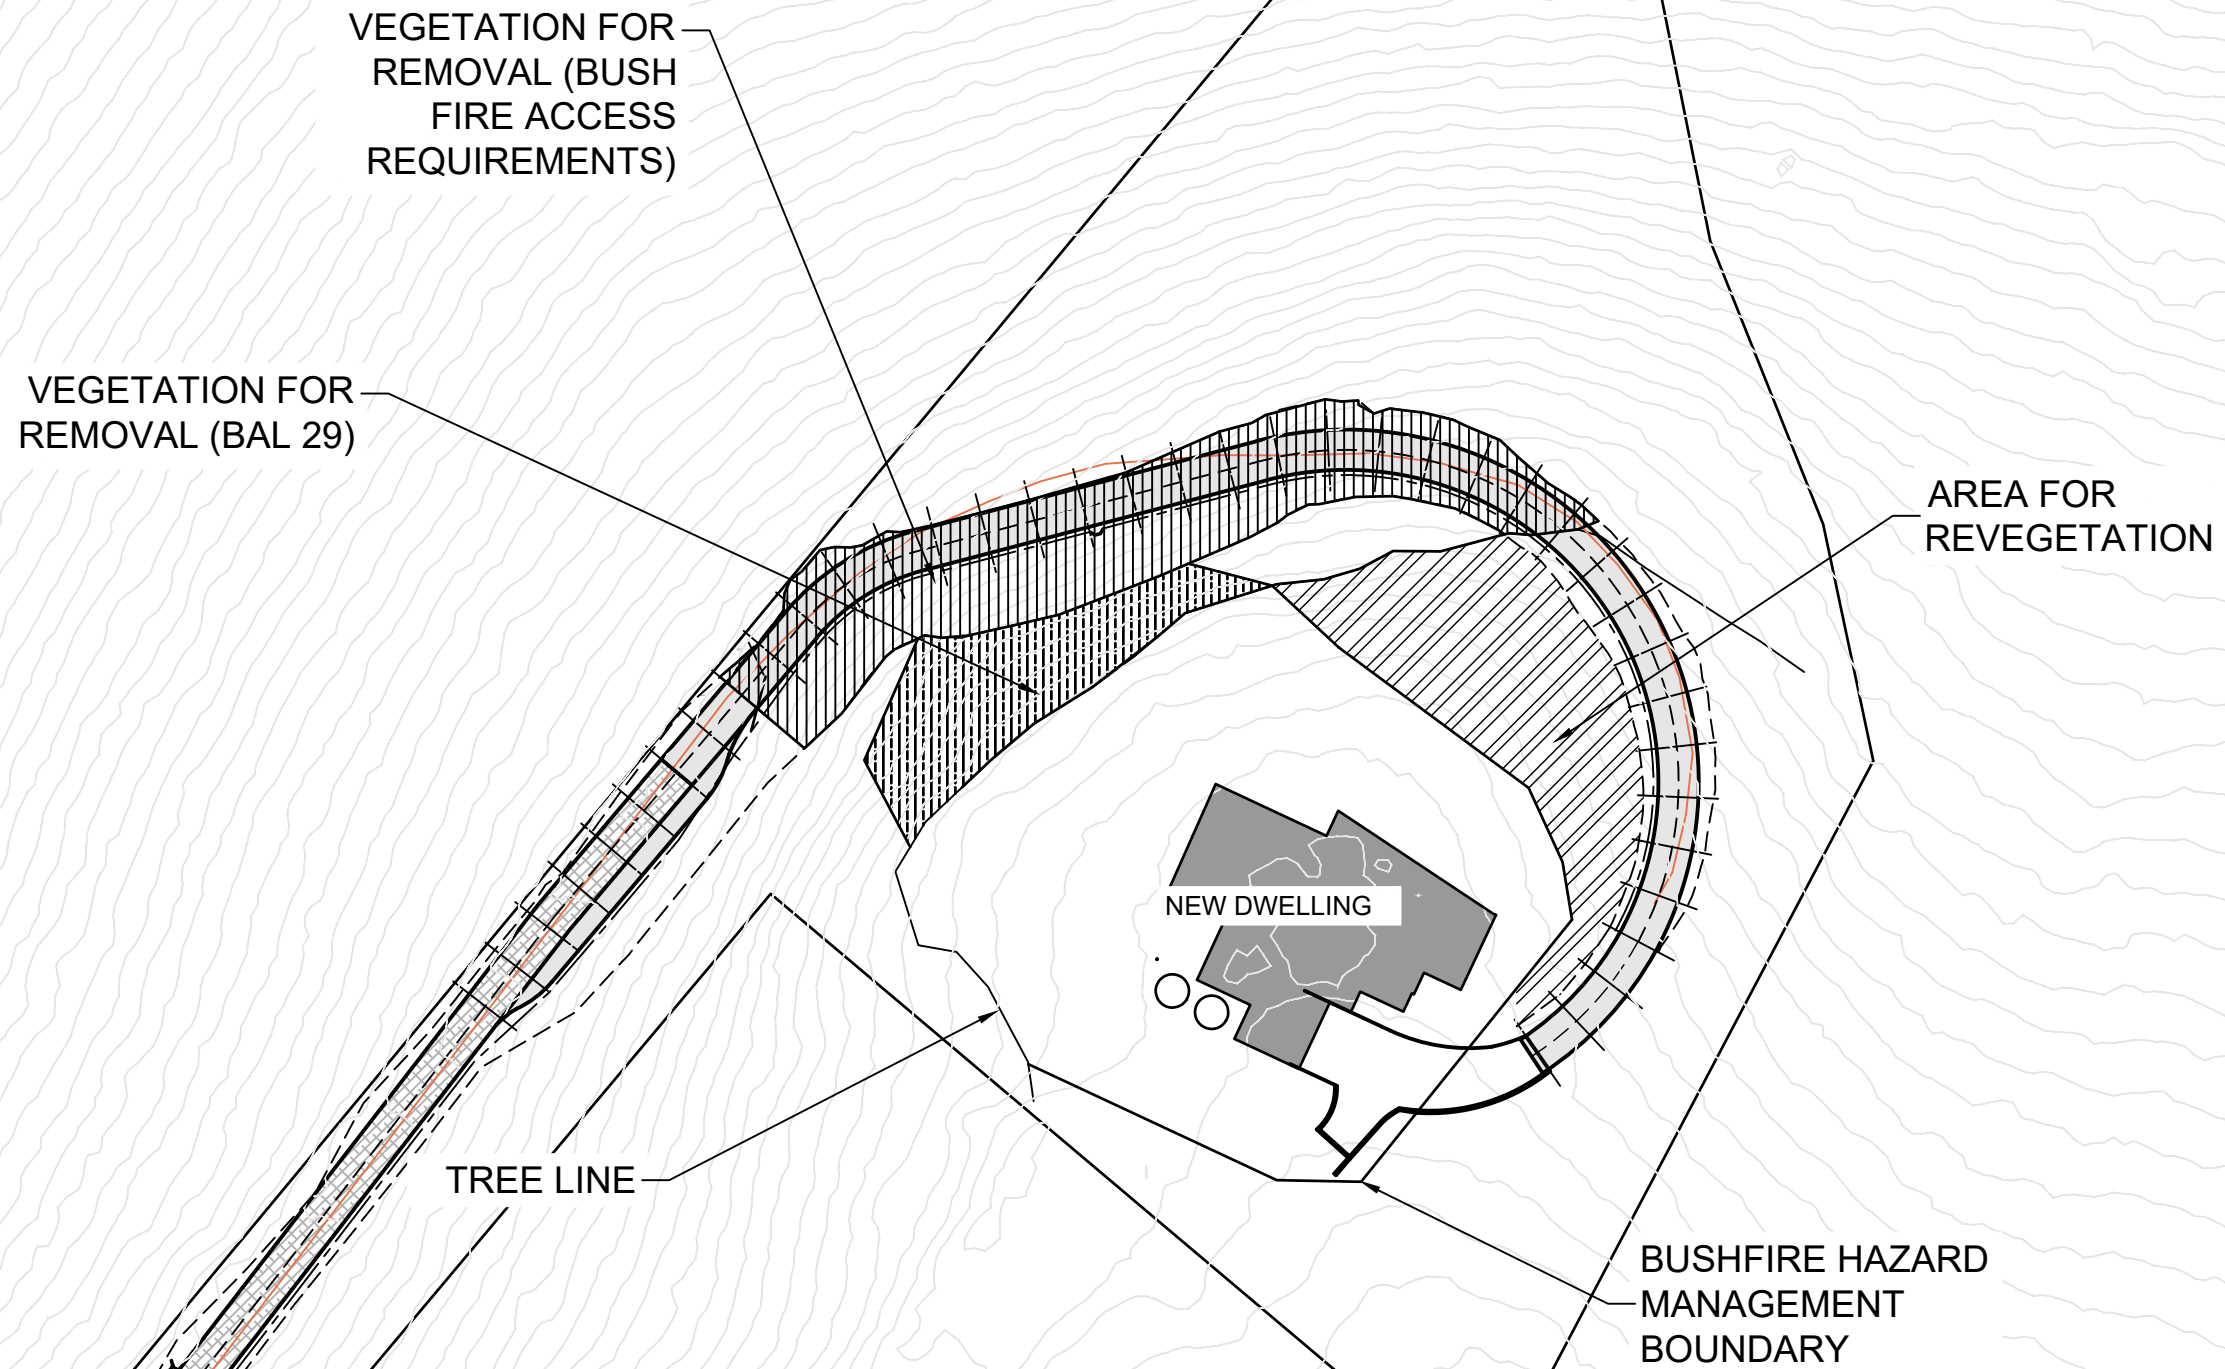 VEGETATION FOR
REMOVAL (BUSH
FIRE ACCESS
REQUIREMENTS)
VEGETATION FOR
REMOVAL (BAL 29)
AREA FOR
REVEGETATION
NEW DWELLING
TREE LINE
BUSHFIRE HAZARD
MANAGEMENT
BOUNDARY